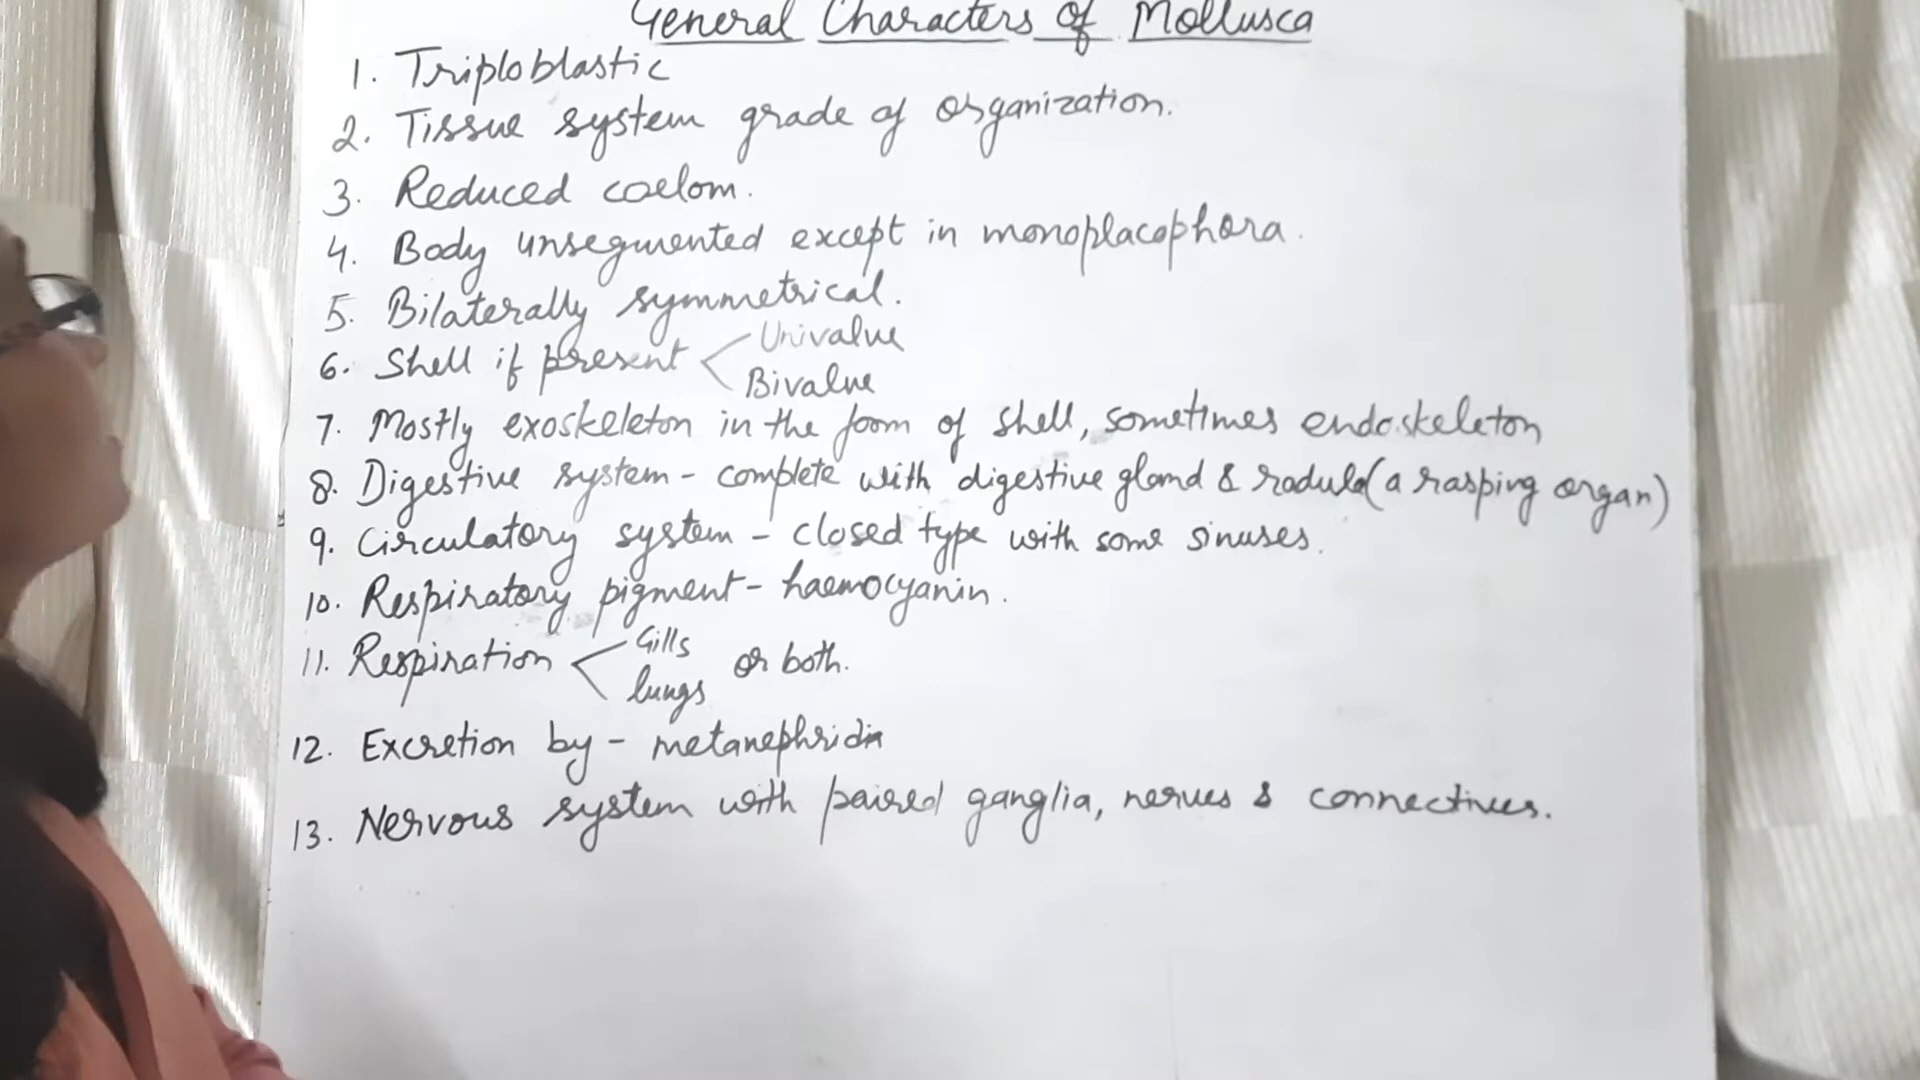 General Characters of Mollusca
1. Triploblastic
2. Tissue system grade of organization.
3. Reduced coelom.
4. Body unsegmented except in monoplacophora.
5. Bilaterally symmetrical.
6. Shell if present < Univalve
Bivalve
7. Mostly exoskeleton in the form of shell, sometimes endoskeleton
8. Digestive system - complete with digestive gland & radula (a rasping organ)
9. Circulatory system - closed type with some sinuses.
10. Respiratory pigment - haemocyanin.
11. Respiration < Gills
lungs or both.
12. Excretion by - metanephridia
13. Nervous system with paired ganglia, nerves & connectives.